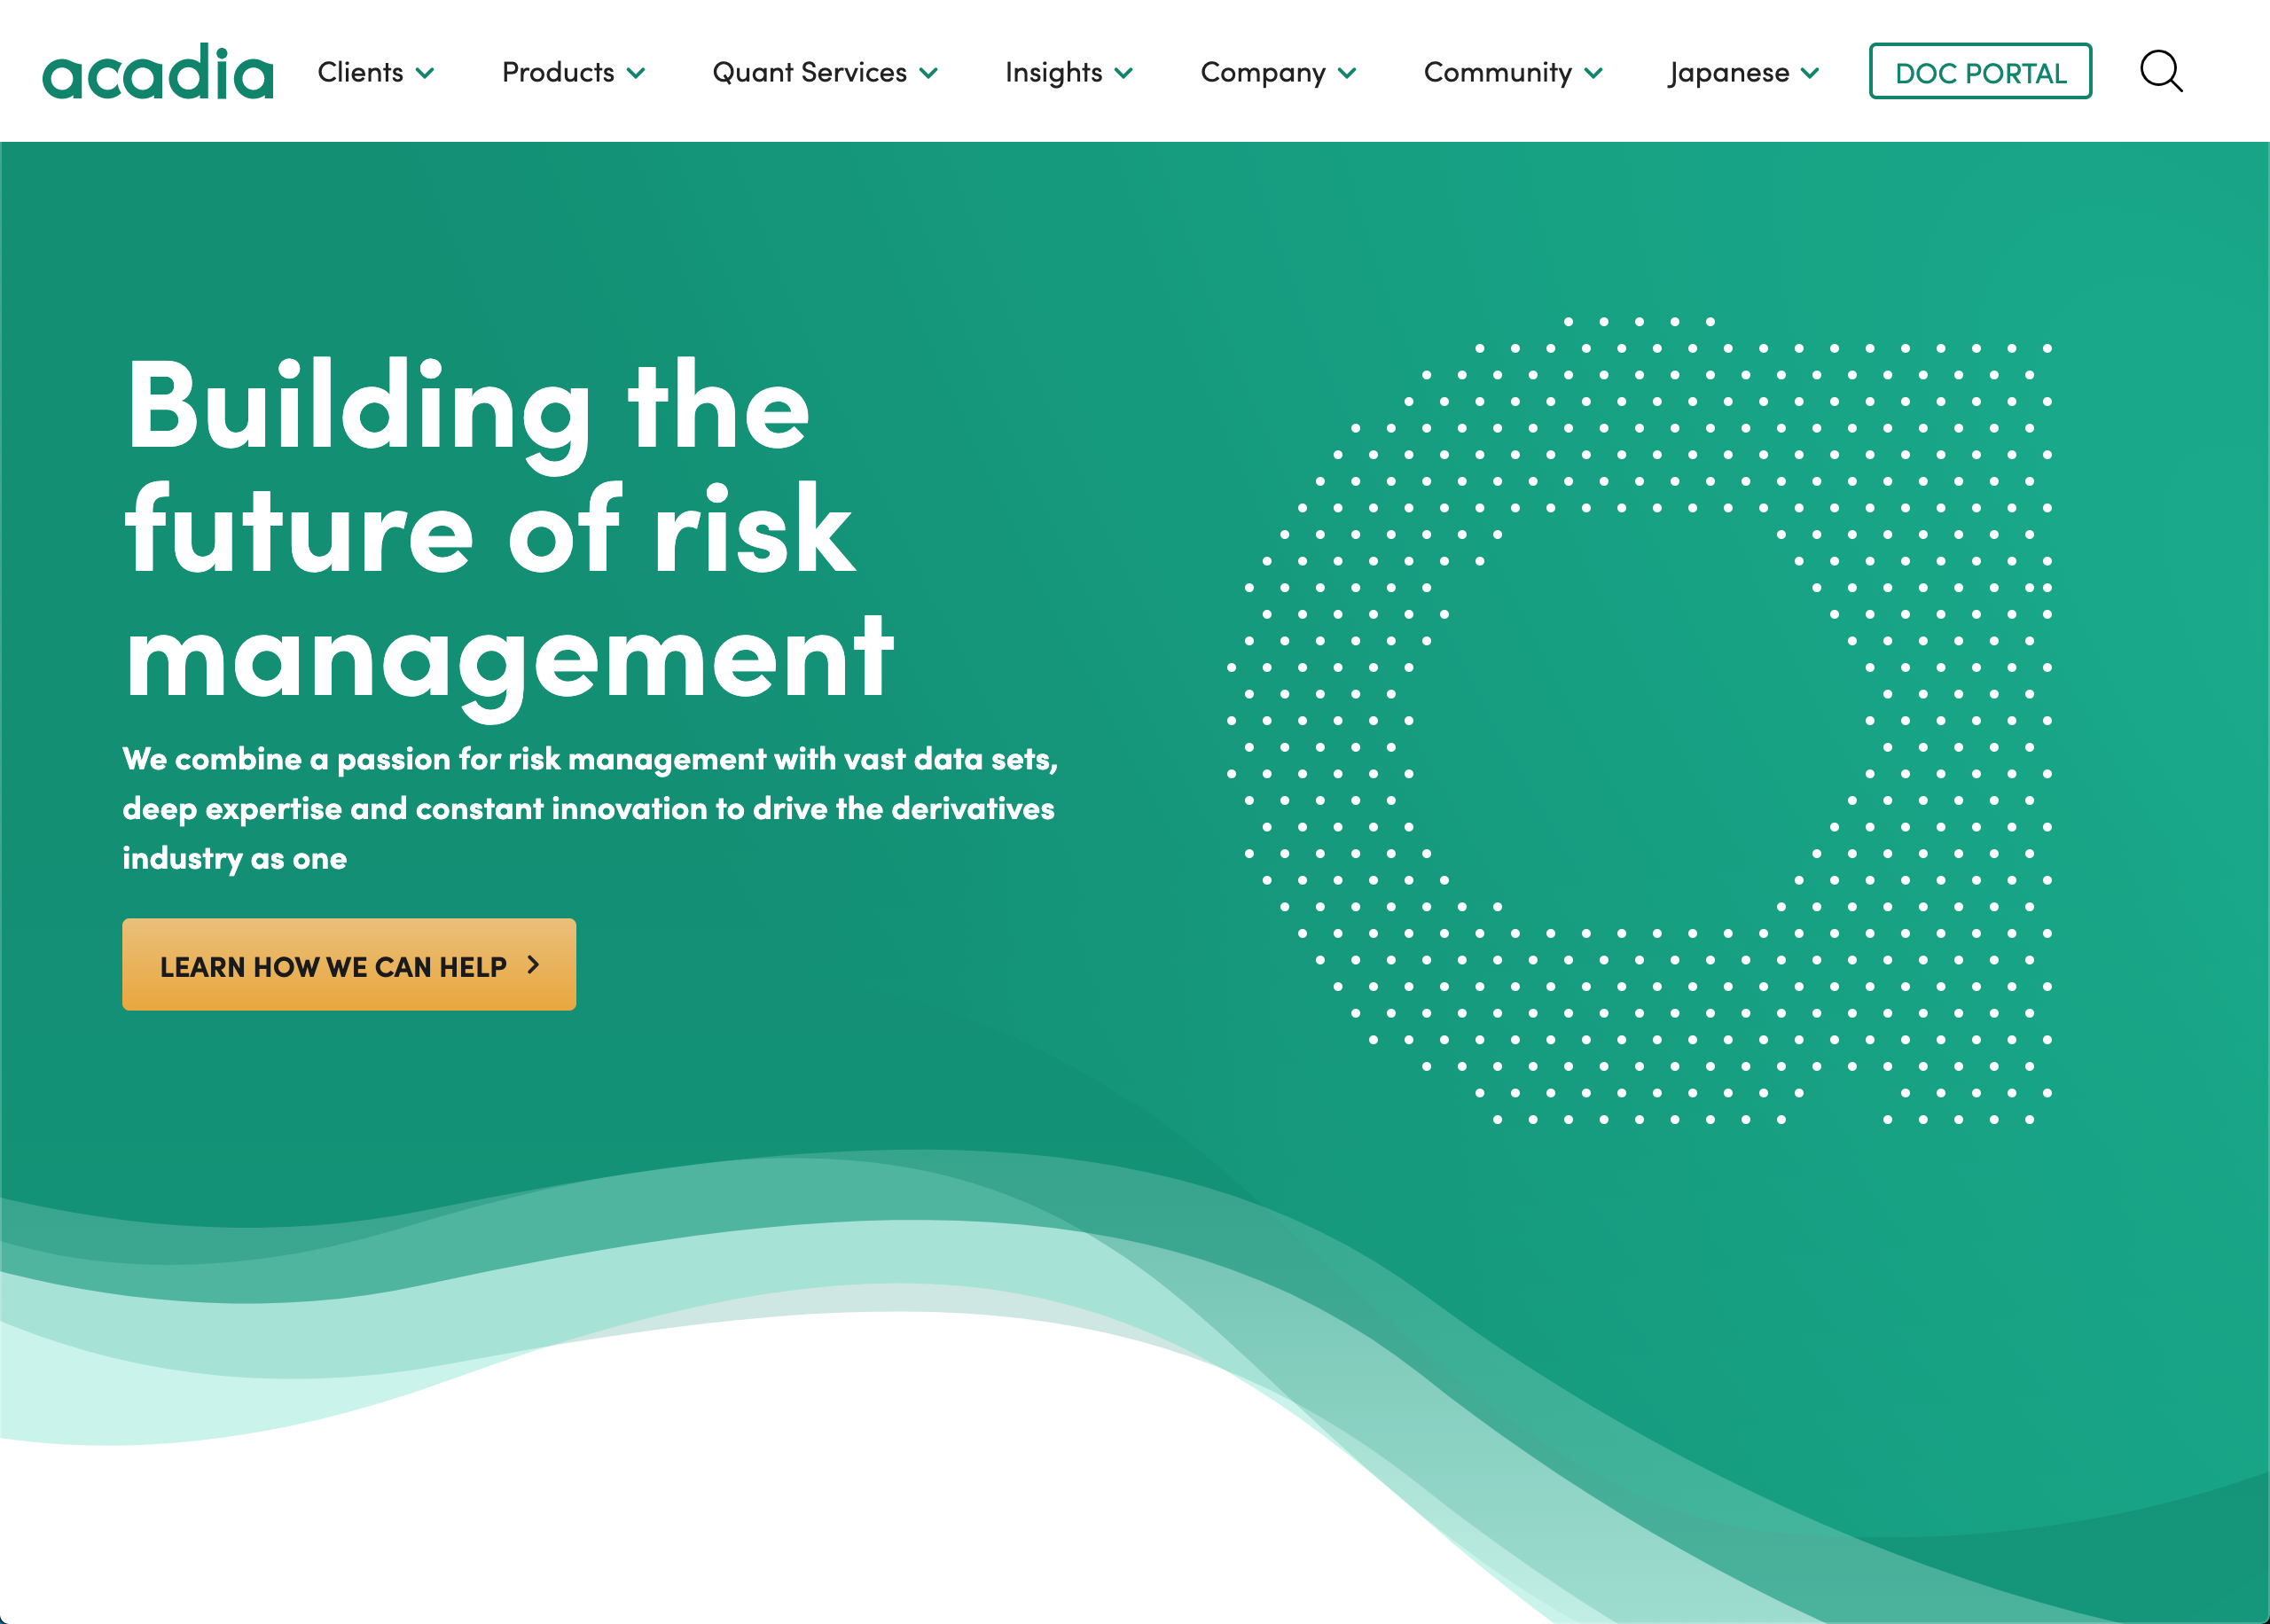 acadia Clients Products Quant Services Insights Company Community Japanese DOC PORTAL
Building the
future of risk
management
We combine a passion for risk management with vast data sets,
deep expertise and constant innovation to drive the derivatives
industry as one
LEARN HOW WE CAN HELP